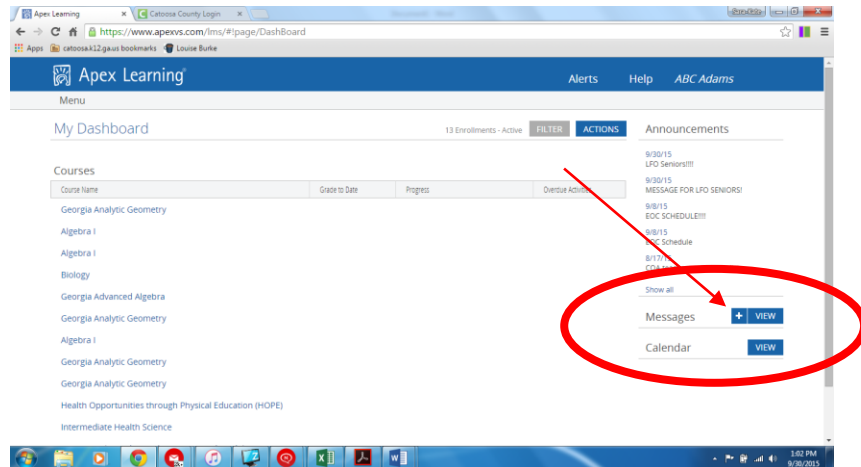 Apex Learning
Catoosa County Login
https://www.apexvs.com/lms/#!page/DashBoard
Apps catoosa.k12.ga.us bookmarks Louise Burke
Apex Learning
Alerts Help ABC Adams
Menu
My Dashboard
13 Enrollments - Active FILTER ACTIONS
Courses
Course Name Grade to Date Progress Overdue Activities
Georgia Analytic Geometry
Algebra I
Algebra I
Biology
Georgia Advanced Algebra
Georgia Analytic Geometry
Algebra I
Georgia Analytic Geometry
Georgia Analytic Geometry
Health Opportunities through Physical Education (HOPE)
Intermediate Health Science
Announcements
9/30/15
LFO Seniors!!!!
9/30/15
MESSAGE FOR LFO SENIORS!
9/8/15
EOC SCHEDULE!!!!
9/8/15
EOC Schedule
8/17/15
Show all
Messages + VIEW
Calendar VIEW
1:02 PM
9/30/2015